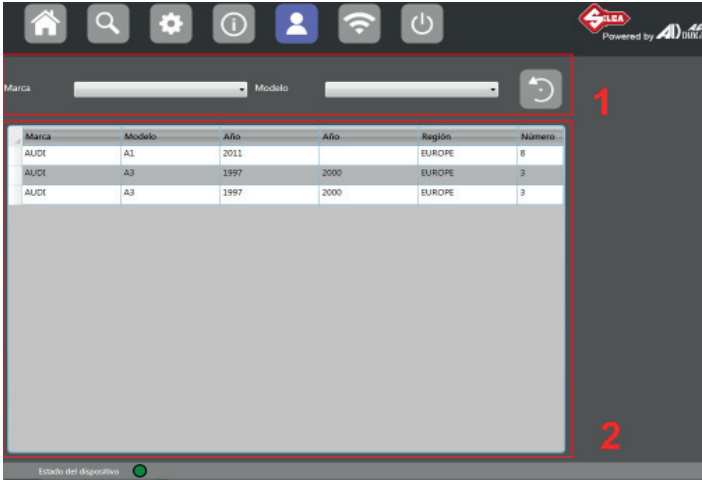 SILCA
Powered by AD
Marca Modelo
1
Marca Modelo Año Año Región Número
AUDI A1 2011 EUROPE 8
AUDI A3 1997 2000 EUROPE 3
AUDI A3 1997 2000 EUROPE 3
2
Estado del dispositivo